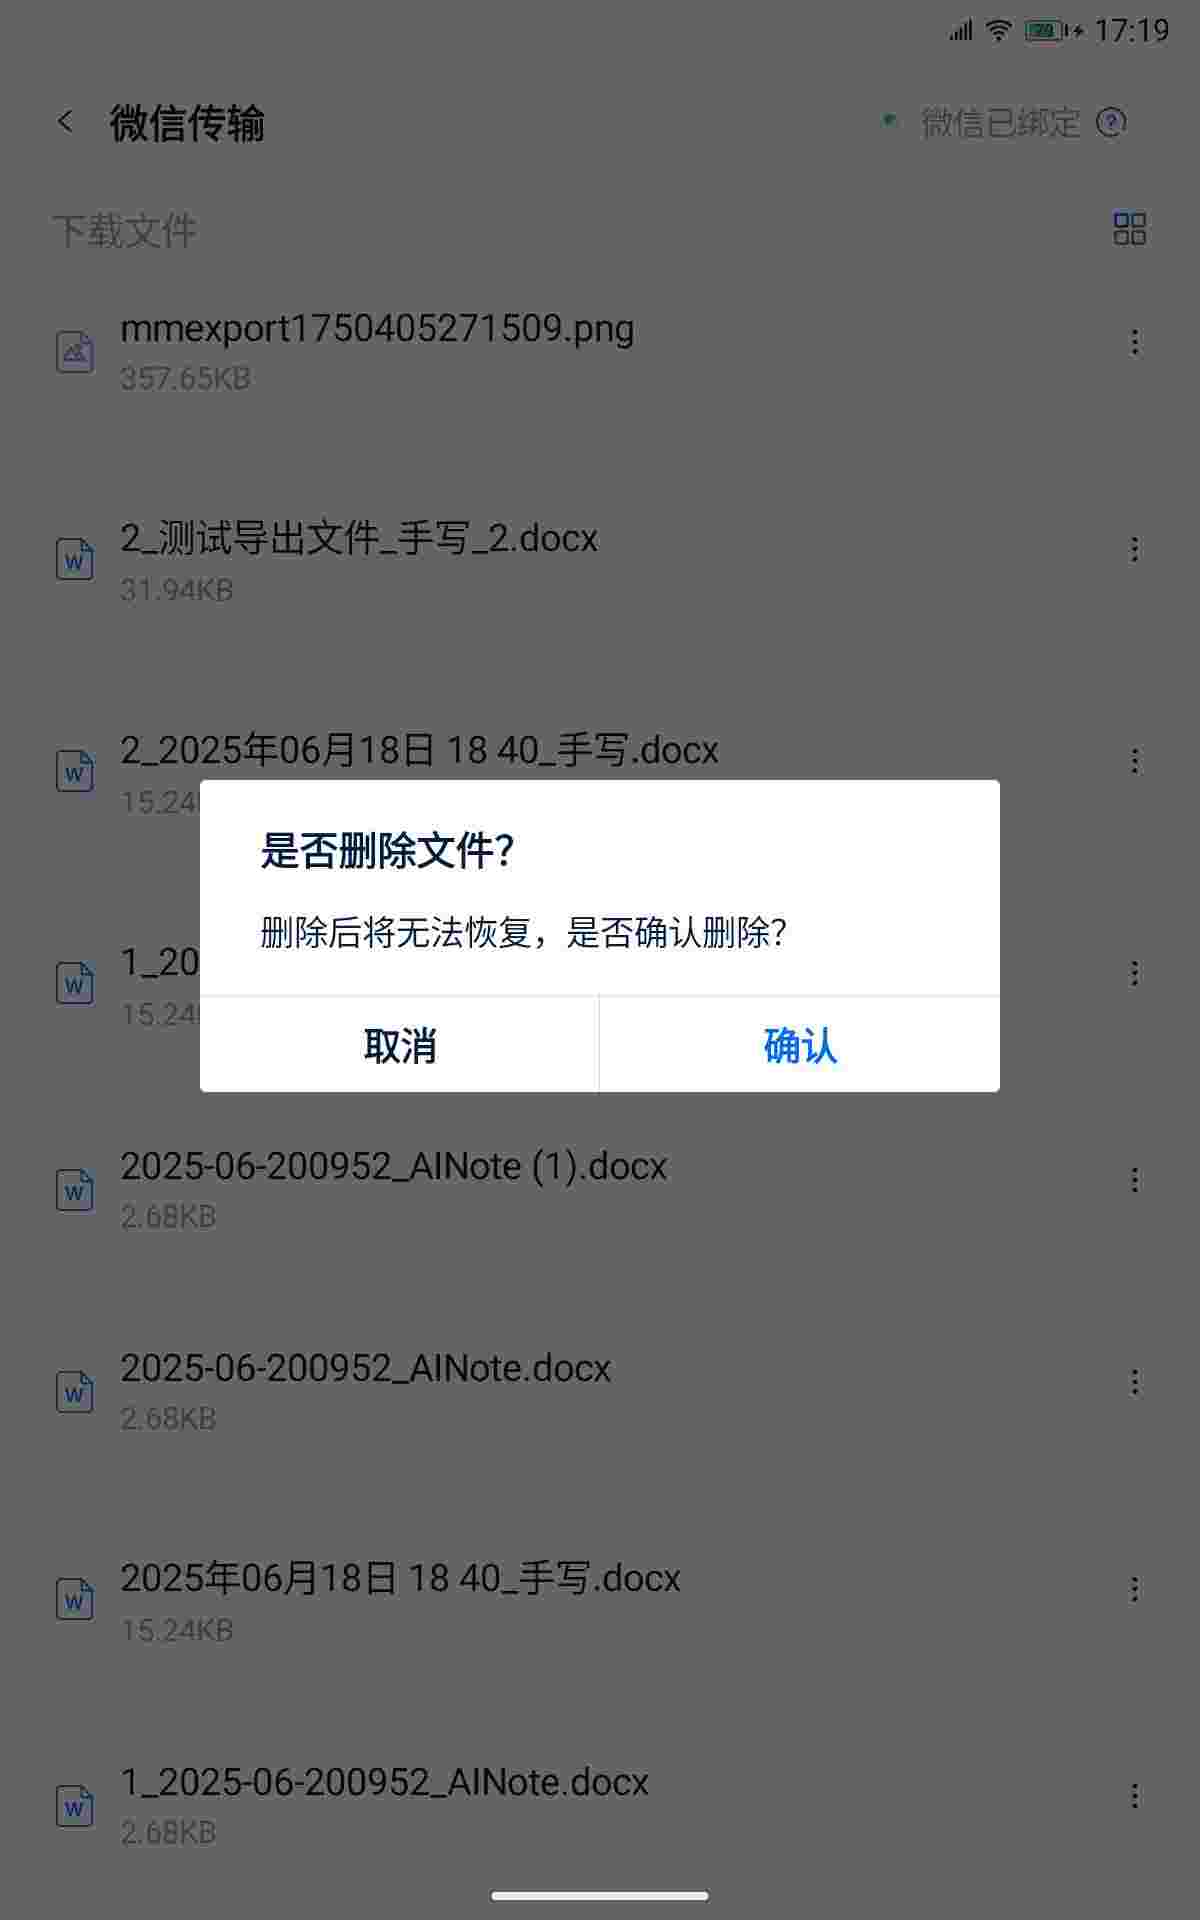 17:19
微信传输
微信已绑定
下载文件
mmexport1750405271509.png
357.65KB
2_测试导出文件_手写_2.docx
31.94KB
2_2025年06月18日 18 40_手写.docx
15.24
是否删除文件?
删除后将无法恢复，是否确认删除?
1_20
15.24
取消
确认
2025-06-200952_AINote (1).docx
2.68KB
2025-06-200952_AINote.docx
2.68KB
2025年06月18日 18 40_手写.docx
15.24KB
1_2025-06-200952_AINote.docx
2.68KB